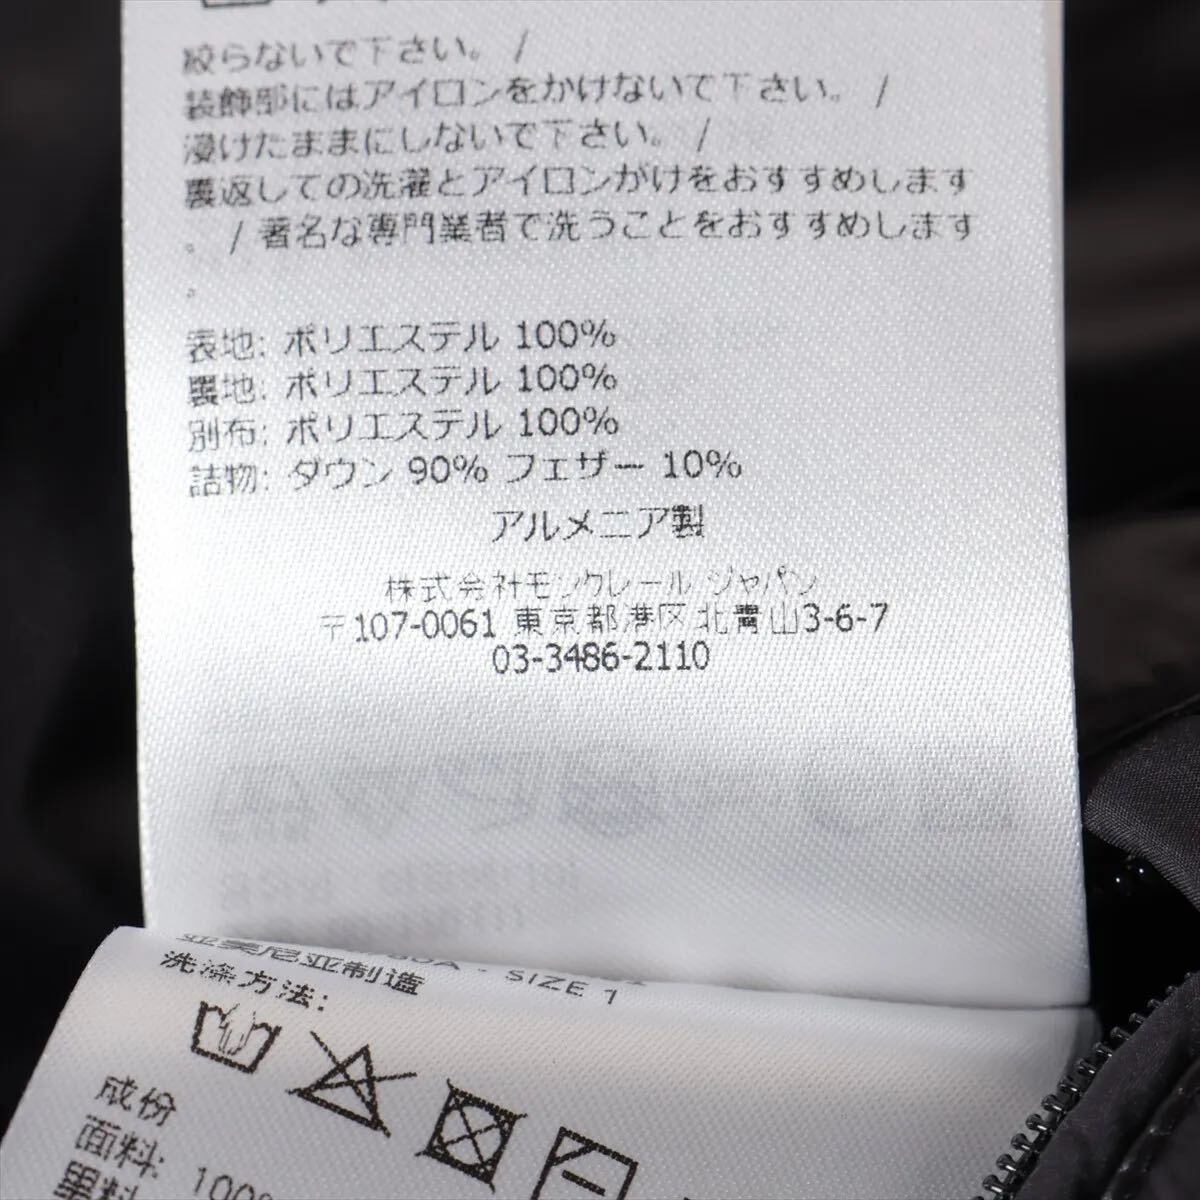 絞らないで下さい。 /
装飾部にはアイロンをかけないで下さい。 /
浸けたままにしないで下さい。 /
裏返しての洗濯とアイロンがけをおすすめします
。 / 著名な専門業者で洗うことをおすすめします
。
表地: ポリエステル 100%
裏地: ポリエステル 100%
別布: ポリエステル 100%
詰物: ダウン 90% フェザー 10%
アルメニア製
株式会社モンクレール ジャパン
〒107-0061 東京都港区北青山3-6-7
03-3486-2110
- SIZE 1
亚美尼亚制造
洗涤方法:
成份
面料: 100%
里料